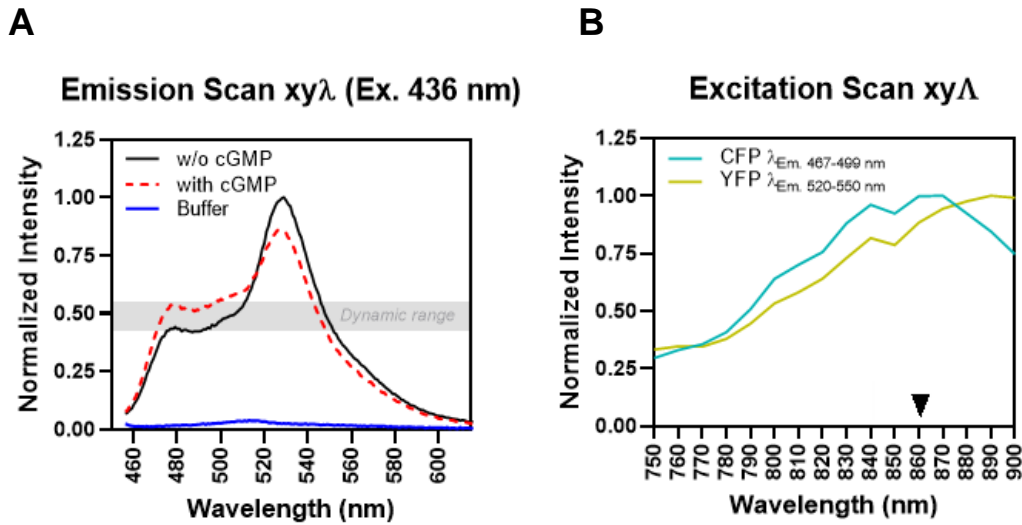 A
Emission Scan xyλ (Ex. 436 nm)
Normalized Intensity
1.25
1.00
0.75
0.50
0.25
0.00
w/o cGMP
with cGMP
Buffer
Dynamic range
460 480 500 520 540 560 580 600
Wavelength (nm)
B
Excitation Scan xyΛ
Normalized Intensity
1.25
1.00
0.75
0.50
0.25
0.00
CFP λEm. 467-499 nm
YFP λEm. 520-550 nm
750 760 770 780 790 800 810 820 830 840 850 860 870 880 890 900
Wavelength (nm)